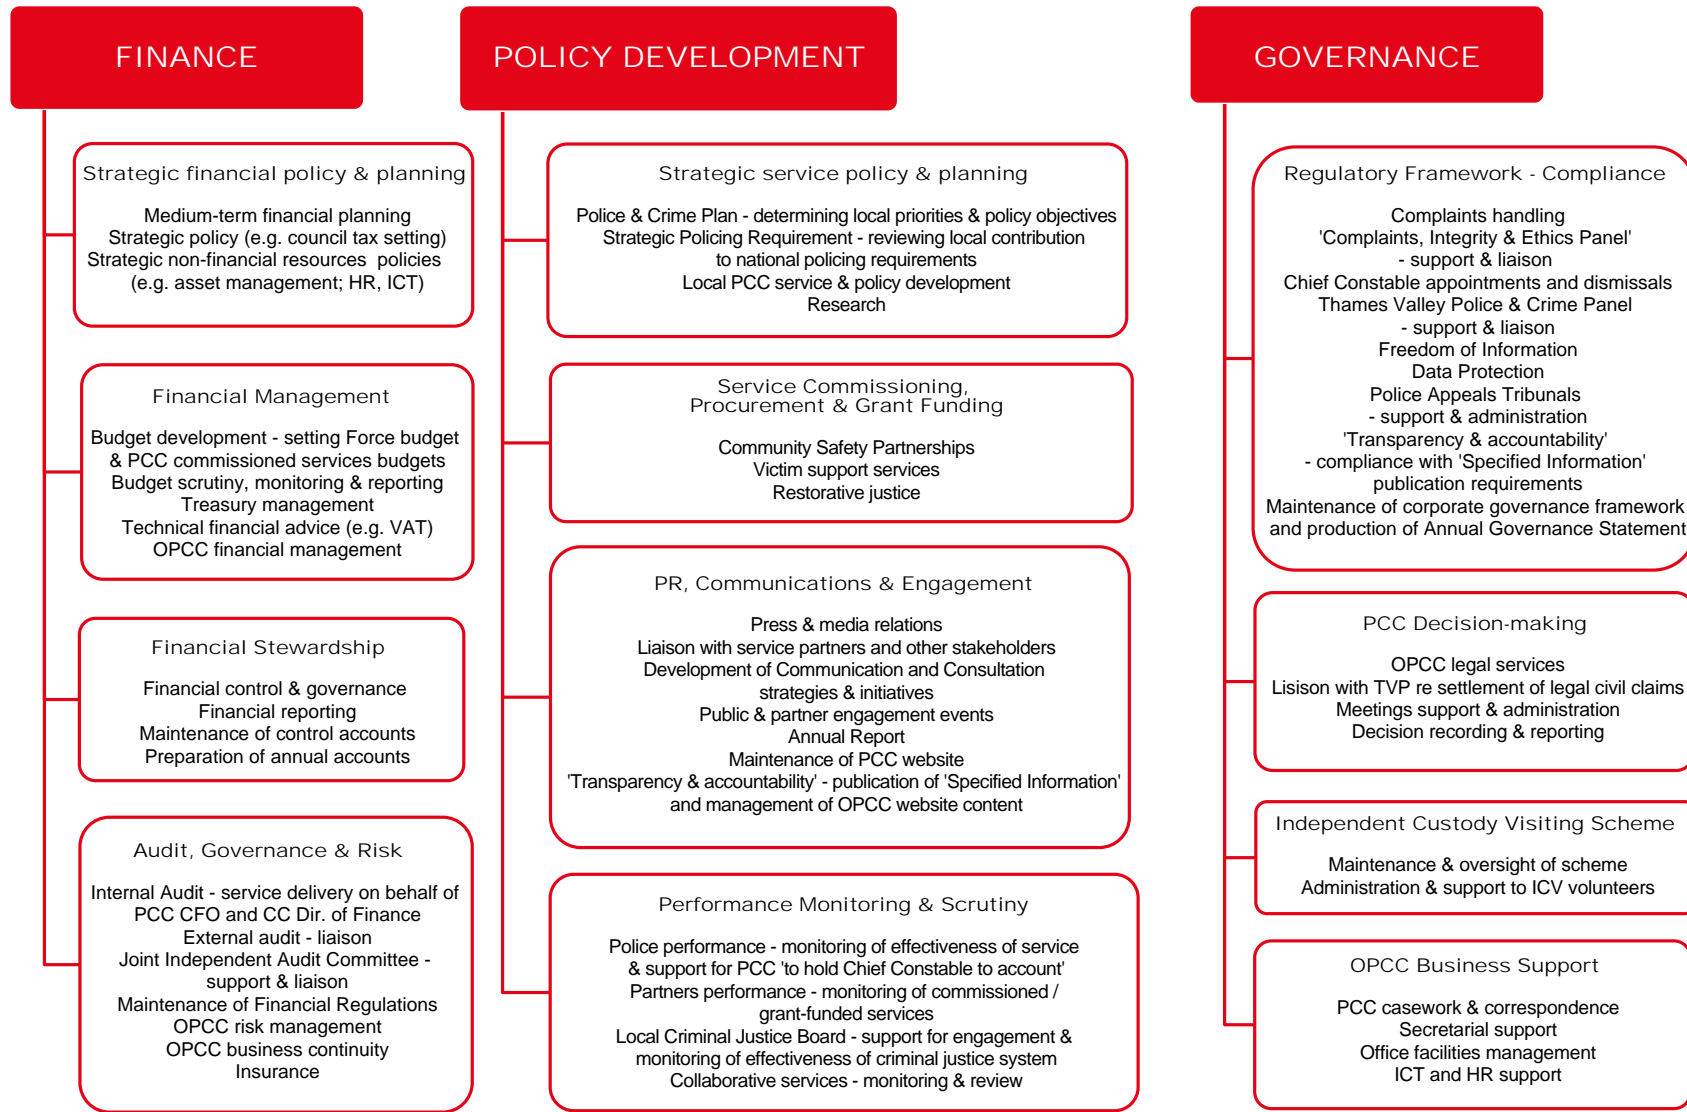 FINANCE
Strategic financial policy & planning
Medium-term financial planning
Strategic policy (e.g. council tax setting)
Strategic non-financial resources policies
(e.g. asset management; HR, ICT)
Financial Management
Budget development - setting Force budget
& PCC commissioned services budgets
Budget scrutiny, monitoring & reporting
Treasury management
Technical financial advice (e.g. VAT)
OPCC financial management
Financial Stewardship
Financial control & governance
Financial reporting
Maintenance of control accounts
Preparation of annual accounts
Audit, Governance & Risk
Internal Audit - service delivery on behalf of
PCC CFO and CC Dir. of Finance
External audit - liaison
Joint Independent Audit Committee -
support & liaison
Maintenance of Financial Regulations
OPCC risk management
OPCC business continuity
Insurance
POLICY DEVELOPMENT
Strategic service policy & planning
Police & Crime Plan - determining local priorities & policy objectives
Strategic Policing Requirement - reviewing local contribution
to national policing requirements
Local PCC service & policy development
Research
Service Commissioning,
Procurement & Grant Funding
Community Safety Partnerships
Victim support services
Restorative justice
PR, Communications & Engagement
Press & media relations
Liaison with service partners and other stakeholders
Development of Communication and Consultation
strategies & initiatives
Public & partner engagement events
Annual Report
Maintenance of PCC website
'Transparency & accountability' - publication of 'Specified Information'
and management of OPCC website content
Performance Monitoring & Scrutiny
Police performance - monitoring of effectiveness of service
& support for PCC 'to hold Chief Constable to account'
Partners performance - monitoring of commissioned /
grant-funded services
Local Criminal Justice Board - support for engagement &
monitoring of effectiveness of criminal justice system
Collaborative services - monitoring & review
GOVERNANCE
Regulatory Framework - Compliance
Complaints handling
'Complaints, Integrity & Ethics Panel'
- support & liaison
Chief Constable appointments and dismissals
Thames Valley Police & Crime Panel
- support & liaison
Freedom of Information
Data Protection
Police Appeals Tribunals
- support & administration
'Transparency & accountability'
- compliance with 'Specified Information'
publication requirements
Maintenance of corporate governance framework
and production of Annual Governance Statement
PCC Decision-making
OPCC legal services
Lisison with TVP re settlement of legal civil claims
Meetings support & administration
Decision recording & reporting
Independent Custody Visiting Scheme
Maintenance & oversight of scheme
Administration & support to ICV volunteers
OPCC Business Support
PCC casework & correspondence
Secretarial support
Office facilities management
ICT and HR support